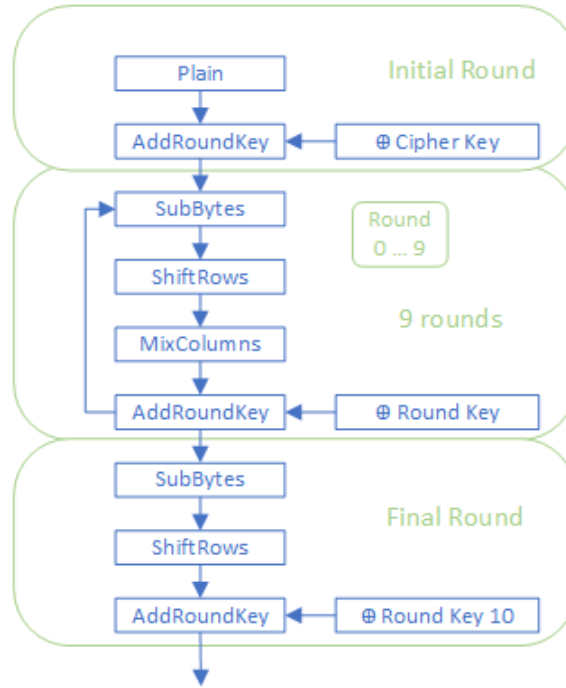 Initial Round
Plain
AddRoundKey
⊕ Cipher Key
SubBytes
Round
0 ... 9
ShiftRows
9 rounds
MixColumns
AddRoundKey
⊕ Round Key
SubBytes
Final Round
ShiftRows
AddRoundKey
⊕ Round Key 10